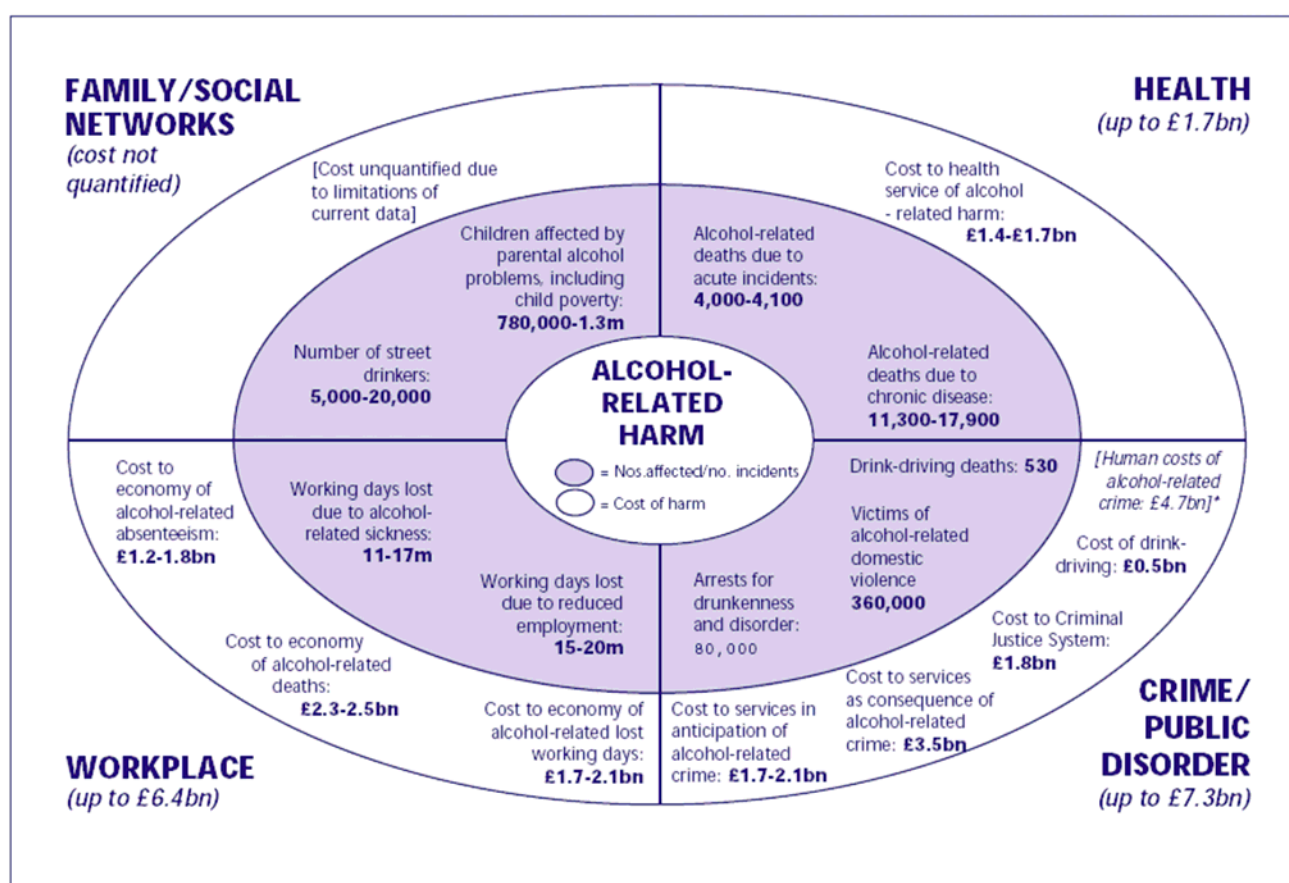 FAMILY/SOCIAL
NETWORKS
(cost not
quantified)
[Cost unquantified due
to limitations of
current data]
Children affected by
parental alcohol
problems, including
child poverty:
780,000-1.3m
Number of street
drinkers:
5,000-20,000
HEALTH
(up to £1.7bn)
Cost to health
service of alcohol
- related harm:
£1.4-£1.7bn
Alcohol-related
deaths due to
acute incidents:
4,000-4,100
Alcohol-related
deaths due to
chronic disease:
11,300-17,900
ALCOHOL-
RELATED
HARM
= Nos.affected/no. incidents
= Cost of harm
Cost to
economy of
alcohol-related
absenteeism:
£1.2-1.8bn
Working days lost
due to alcohol-
related sickness:
11-17m
Working days lost
due to reduced
employment:
15-20m
Cost to economy
of alcohol-related
deaths:
£2.3-2.5bn
Cost to economy of
alcohol-related lost
working days:
£1.7-2.1bn
WORKPLACE
(up to £6.4bn)
Drink-driving deaths: 530
Victims of
alcohol-related
domestic
violence
360,000
Arrests for
drunkenness
and disorder:
80,000
[Human costs of
alcohol-related
crime: £4.7bn]*
Cost of drink-
driving: £0.5bn
Cost to Criminal
Justice System:
£1.8bn
Cost to services
as consequence of
alcohol-related
crime: £3.5bn
Cost to services in
anticipation of
alcohol-related
crime: £1.7-2.1bn
CRIME/
PUBLIC
DISORDER
(up to £7.3bn)